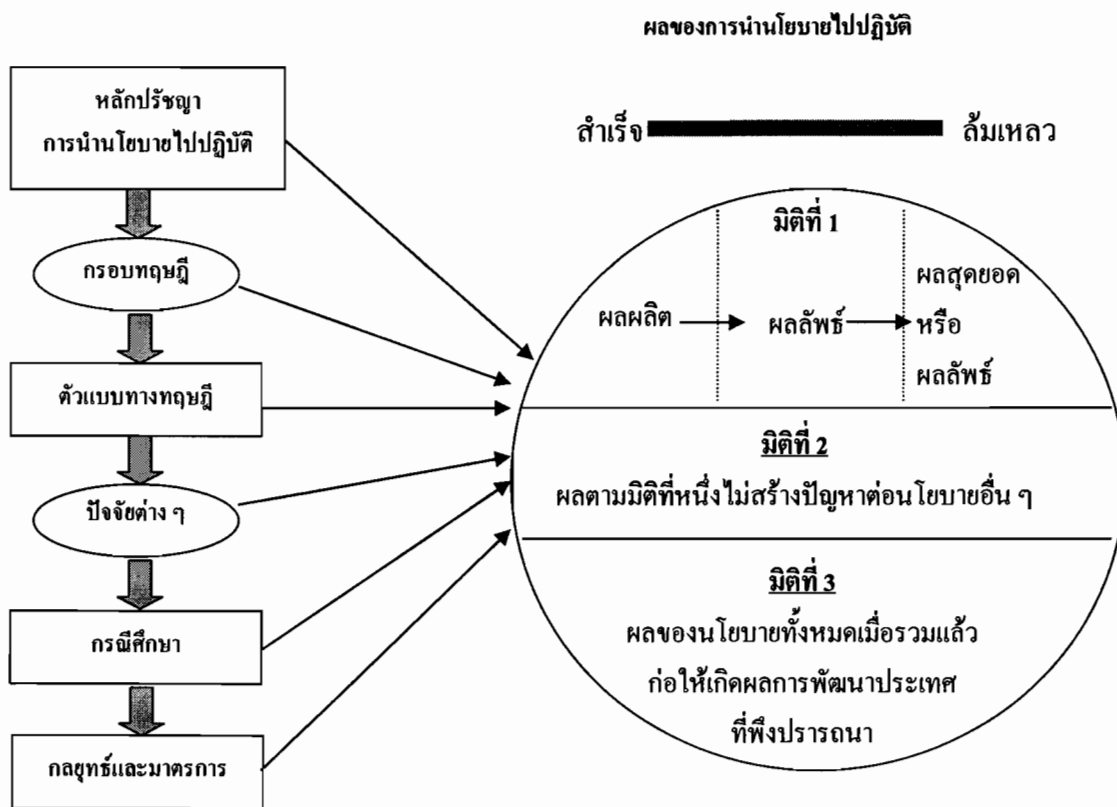 ผลของการนำนโยบายไปปฏิบัติ
หลักปรัชญา
การนำนโยบายไปปฏิบัติ
สำเร็จ ล้มเหลว
กรอบทฤษฎี
ตัวแบบทางทฤษฎี
ปัจจัยต่าง ๆ
กรณีศึกษา
กลยุทธ์และมาตรการ
มิติที่ 1
ผลผลิต
ผลลัพธ์
ผลสุดยอด
หรือ
ผลลัพธ์
มิติที่ 2
ผลตามมิติที่หนึ่งไม่สร้างปัญหาต่อนโยบายอื่น ๆ
มิติที่ 3
ผลของนโยบายทั้งหมดเมื่อรวมแล้ว
ก่อให้เกิดผลการพัฒนาประเทศ
ที่พึงปรารถนา